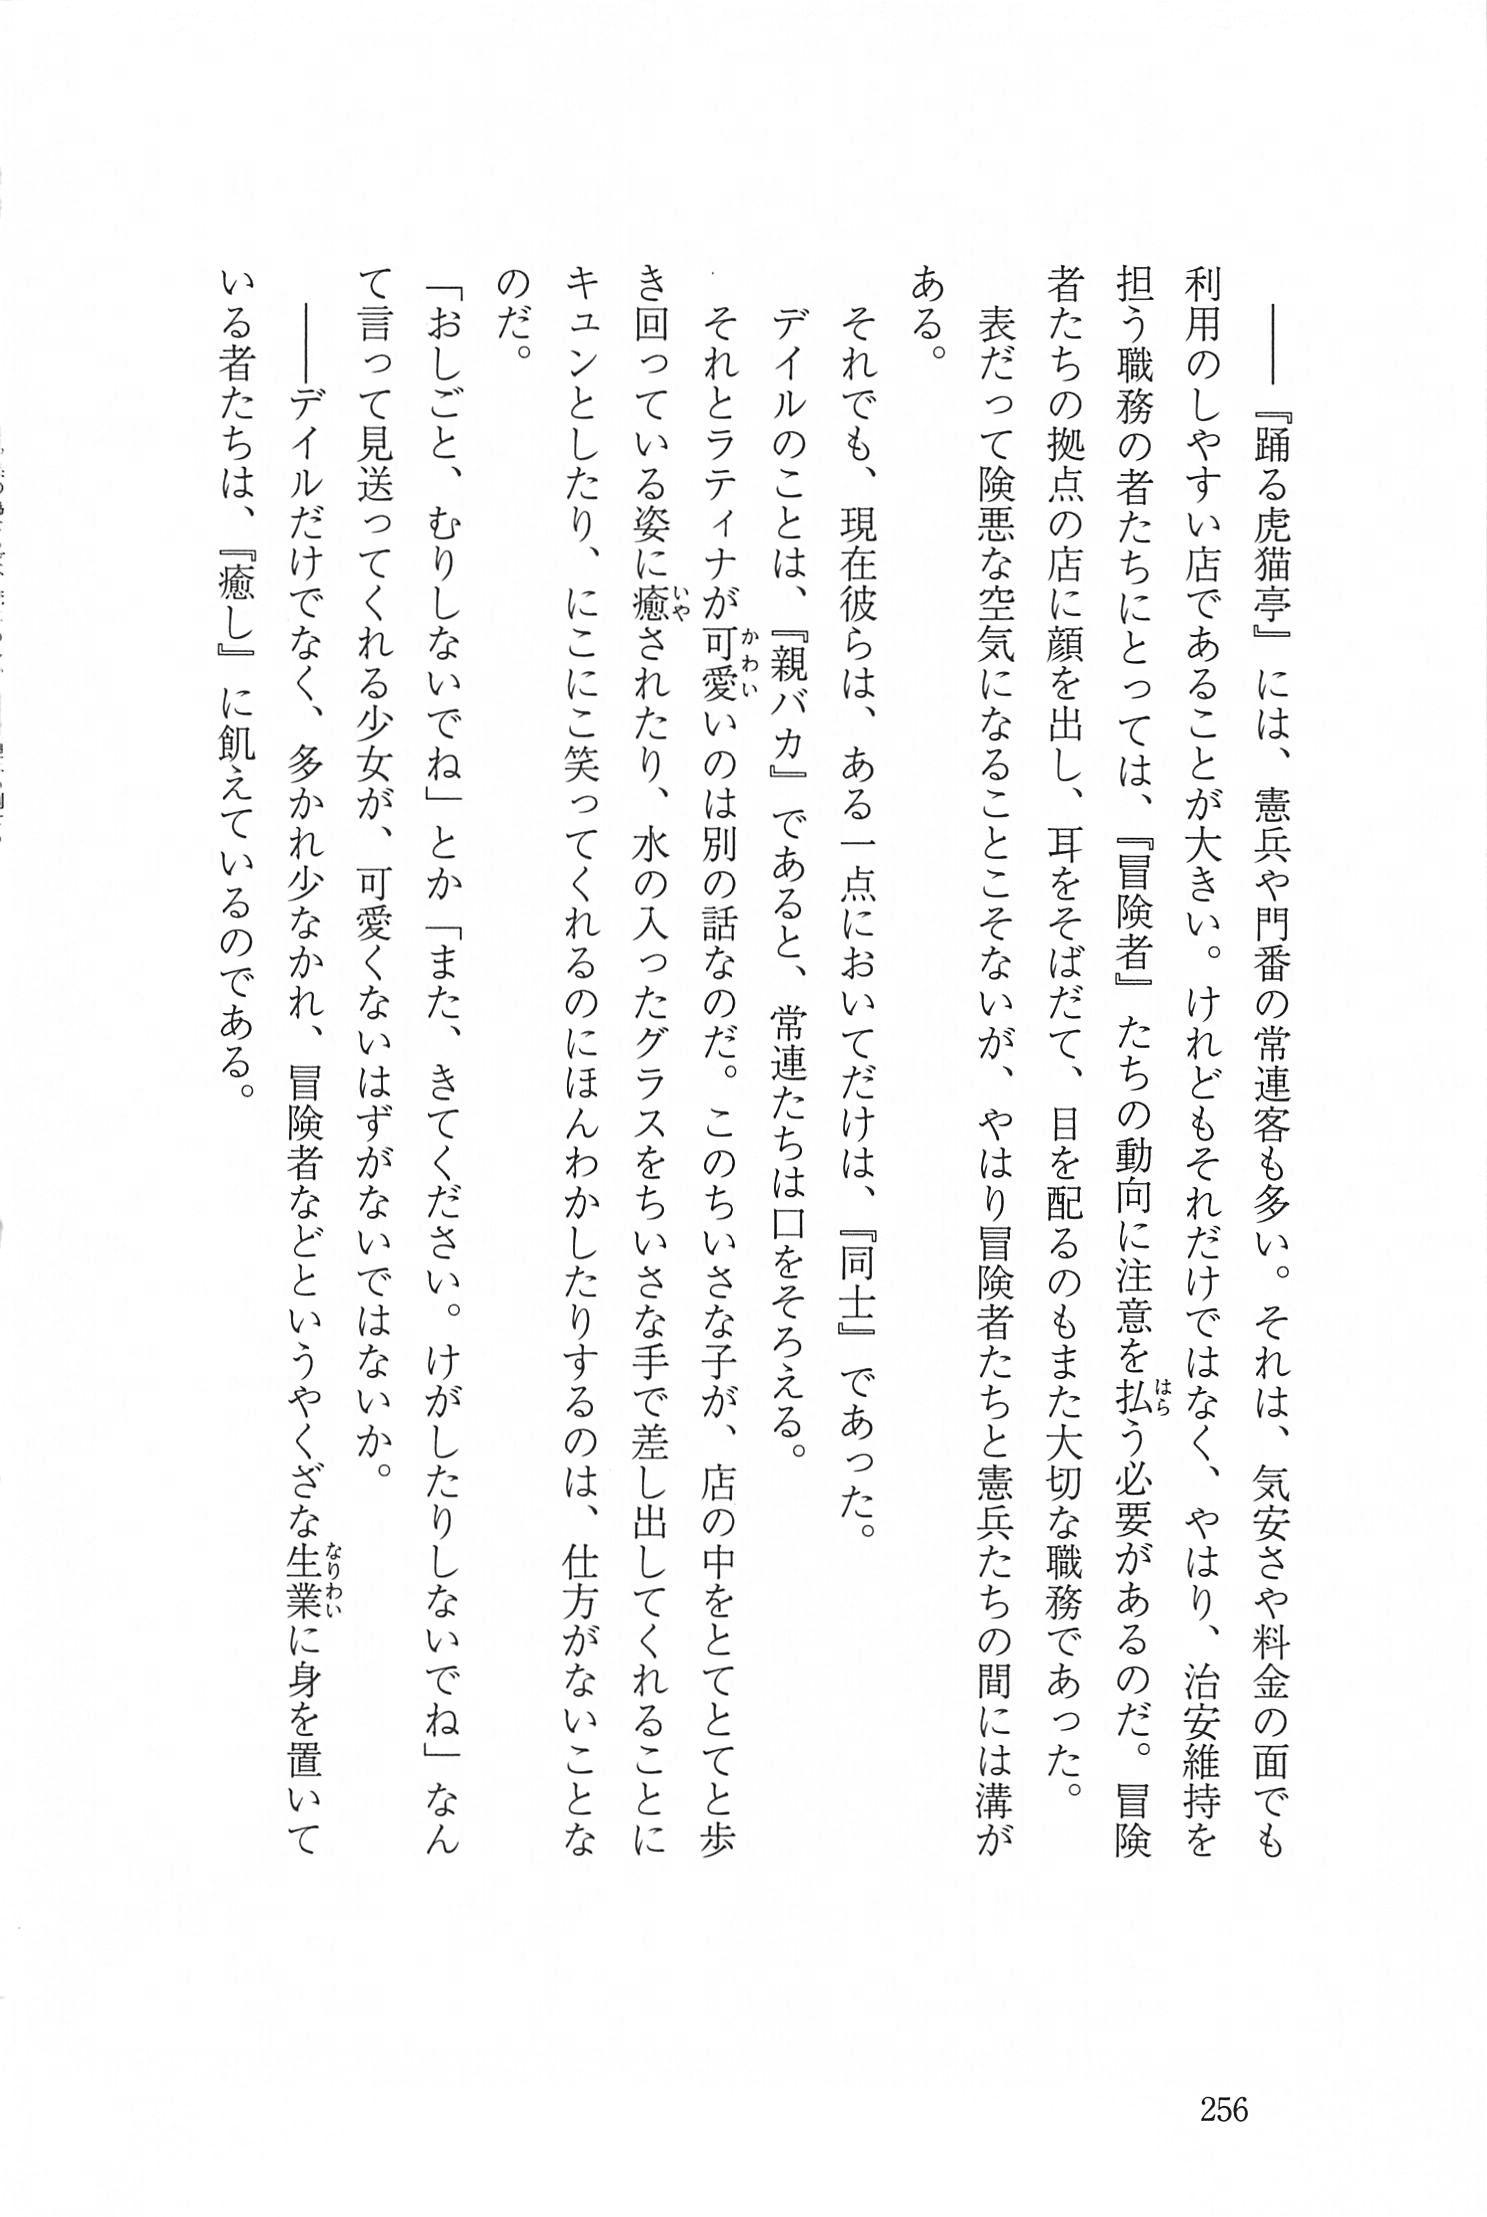 ――『踊る虎猫亭』には、憲兵や門番の常連客も多い。それは、気安さや料金の面でも
利用のしやすい店であることが大きい。けれどもそれだけではなく、やはり、治安維持を
担う職務の者たちにとっては、『冒険者』たちの動向に注意を払う必要があるのだ。冒険
者たちの拠点の店に顔を出し、耳をそばだて、目を配るのもまた大切な職務であった。
表だって険悪な空気になることこそないが、やはり冒険者たちと憲兵たちの間には溝が
ある。
それでも、現在彼らは、ある一点においてだけは、『同士』であった。
デイルのことは、『親バカ』であると、常連たちは口をそろえる。
それとラティナが可愛いのは別の話なのだ。このちいさな子が、店の中をとてとてと歩
き回っている姿に癒されたり、水の入ったグラスをちいさな手で差し出してくれることに
キュンとしたり、にこにこ笑ってくれるのにほんわかしたりするのは、仕方がないことな
のだ。
「おしごと、むりしないでね」とか「また、きてください。けがしたりしないでね」なん
て言って見送ってくれる少女が、可愛くないはずがないではないか。
――デイルだけでなく、多かれ少なかれ、冒険者などというやくざな生業に身を置いて
いる者たちは、『癒し』に飢えているのである。
256